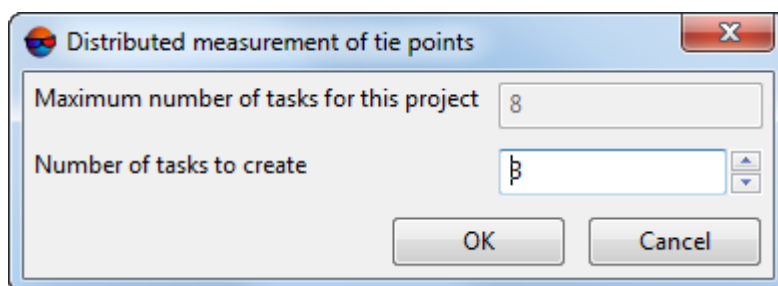 Distributed measurement of tie points
Maximum number of tasks for this project 8
Number of tasks to create
OK Cancel